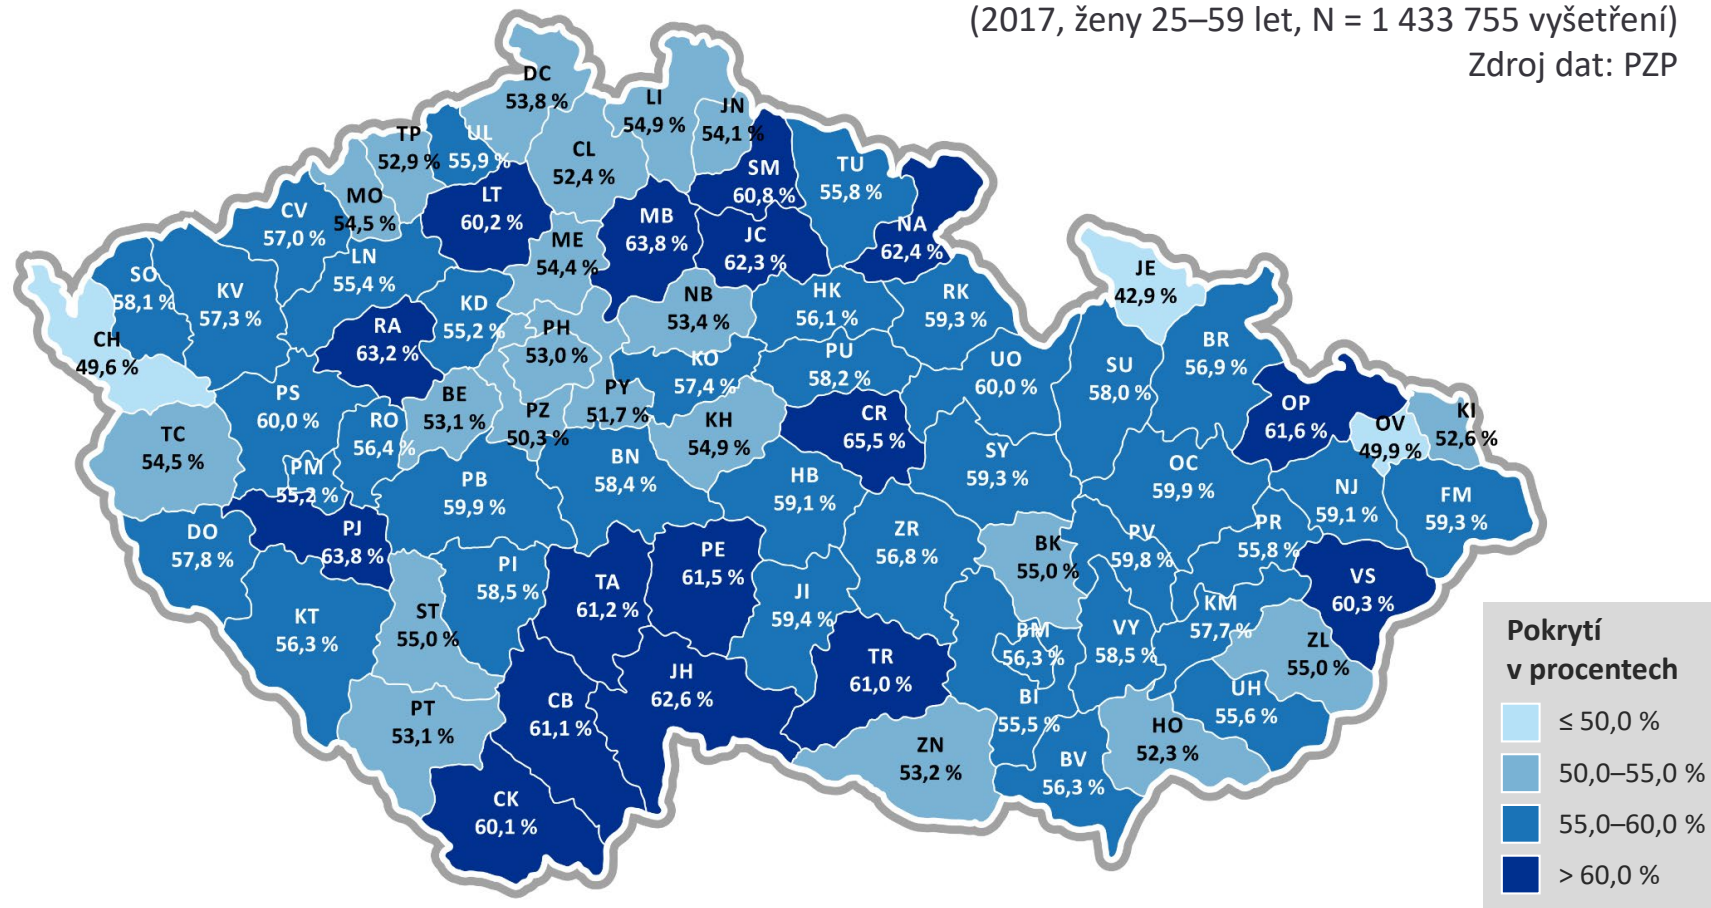 (2017, ženy 25–59 let, N = 1 433 755 vyšetření)
Zdroj dat: PZP
DC
53,8 %
LI
54,9 %
JN
54,1 %
TP
52,9 %
UL
55,9 %
CL
52,4 %
SM
60,8 %
TU
55,8 %
MO
54,5 %
LT
60,2 %
CV
57,0 %
MB
63,8 %
JC
62,3 %
NA
62,4 %
ME
54,4 %
LN
55,4 %
SO
58,1 %
KV
57,3 %
JE
42,9 %
KD
55,2 %
NB
53,4 %
HK
56,1 %
RK
59,3 %
RA
63,2 %
PH
53,0 %
CH
49,6 %
KO
57,4 %
PU
58,2 %
UO
60,0 %
SU
58,0 %
BR
56,9 %
PS
60,0 %
BE
53,1 %
PZ
50,3 %
PY
51,7 %
RO
56,4 %
KH
54,9 %
CR
65,5 %
OP
61,6 %
OV
49,9 %
KI
52,6 %
TC
54,5 %
PM
55,2 %
PB
59,9 %
BN
58,4 %
HB
59,1 %
SY
59,3 %
OC
59,9 %
NJ
59,1 %
FM
59,3 %
DO
57,8 %
PJ
63,8 %
PI
58,5 %
TA
61,2 %
PE
61,5 %
ZR
56,8 %
BK
55,0 %
PV
59,8 %
PR
55,8 %
VS
60,3 %
KT
56,3 %
ST
55,0 %
JI
59,4 %
BM
56,3 %
VY
58,5 %
KM
57,7 %
ZL
55,0 %
PT
53,1 %
CB
61,1 %
JH
62,6 %
TR
61,0 %
BI
55,5 %
UH
55,6 %
HO
52,3 %
ZN
53,2 %
BV
56,3 %
CK
60,1 %
Pokrytí
v procentech
≤ 50,0 %
50,0–55,0 %
55,0–60,0 %
> 60,0 %